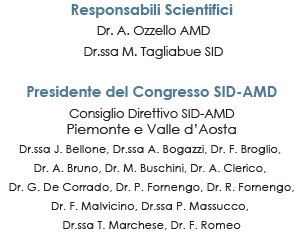 Responsabili Scientifici
Dr. A. Ozzello AMD
Dr.ssa M. Tagliabue SID
Presidente del Congresso SID-AMD
Consiglio Direttivo SID-AMD
Piemonte e Valle d'Aosta
Dr.ssa J. Bellone, Dr.ssa A. Bogazzi, Dr. F. Broglio,
Dr. A. Bruno, Dr. M. Buschini, Dr. A. Clerico,
Dr. G. De Corrado, Dr. P. Fornengo, Dr. R. Fornengo,
Dr. F. Malvicino, Dr.ssa P. Massucco,
Dr.ssa T. Marchese, Dr. F. Romeo